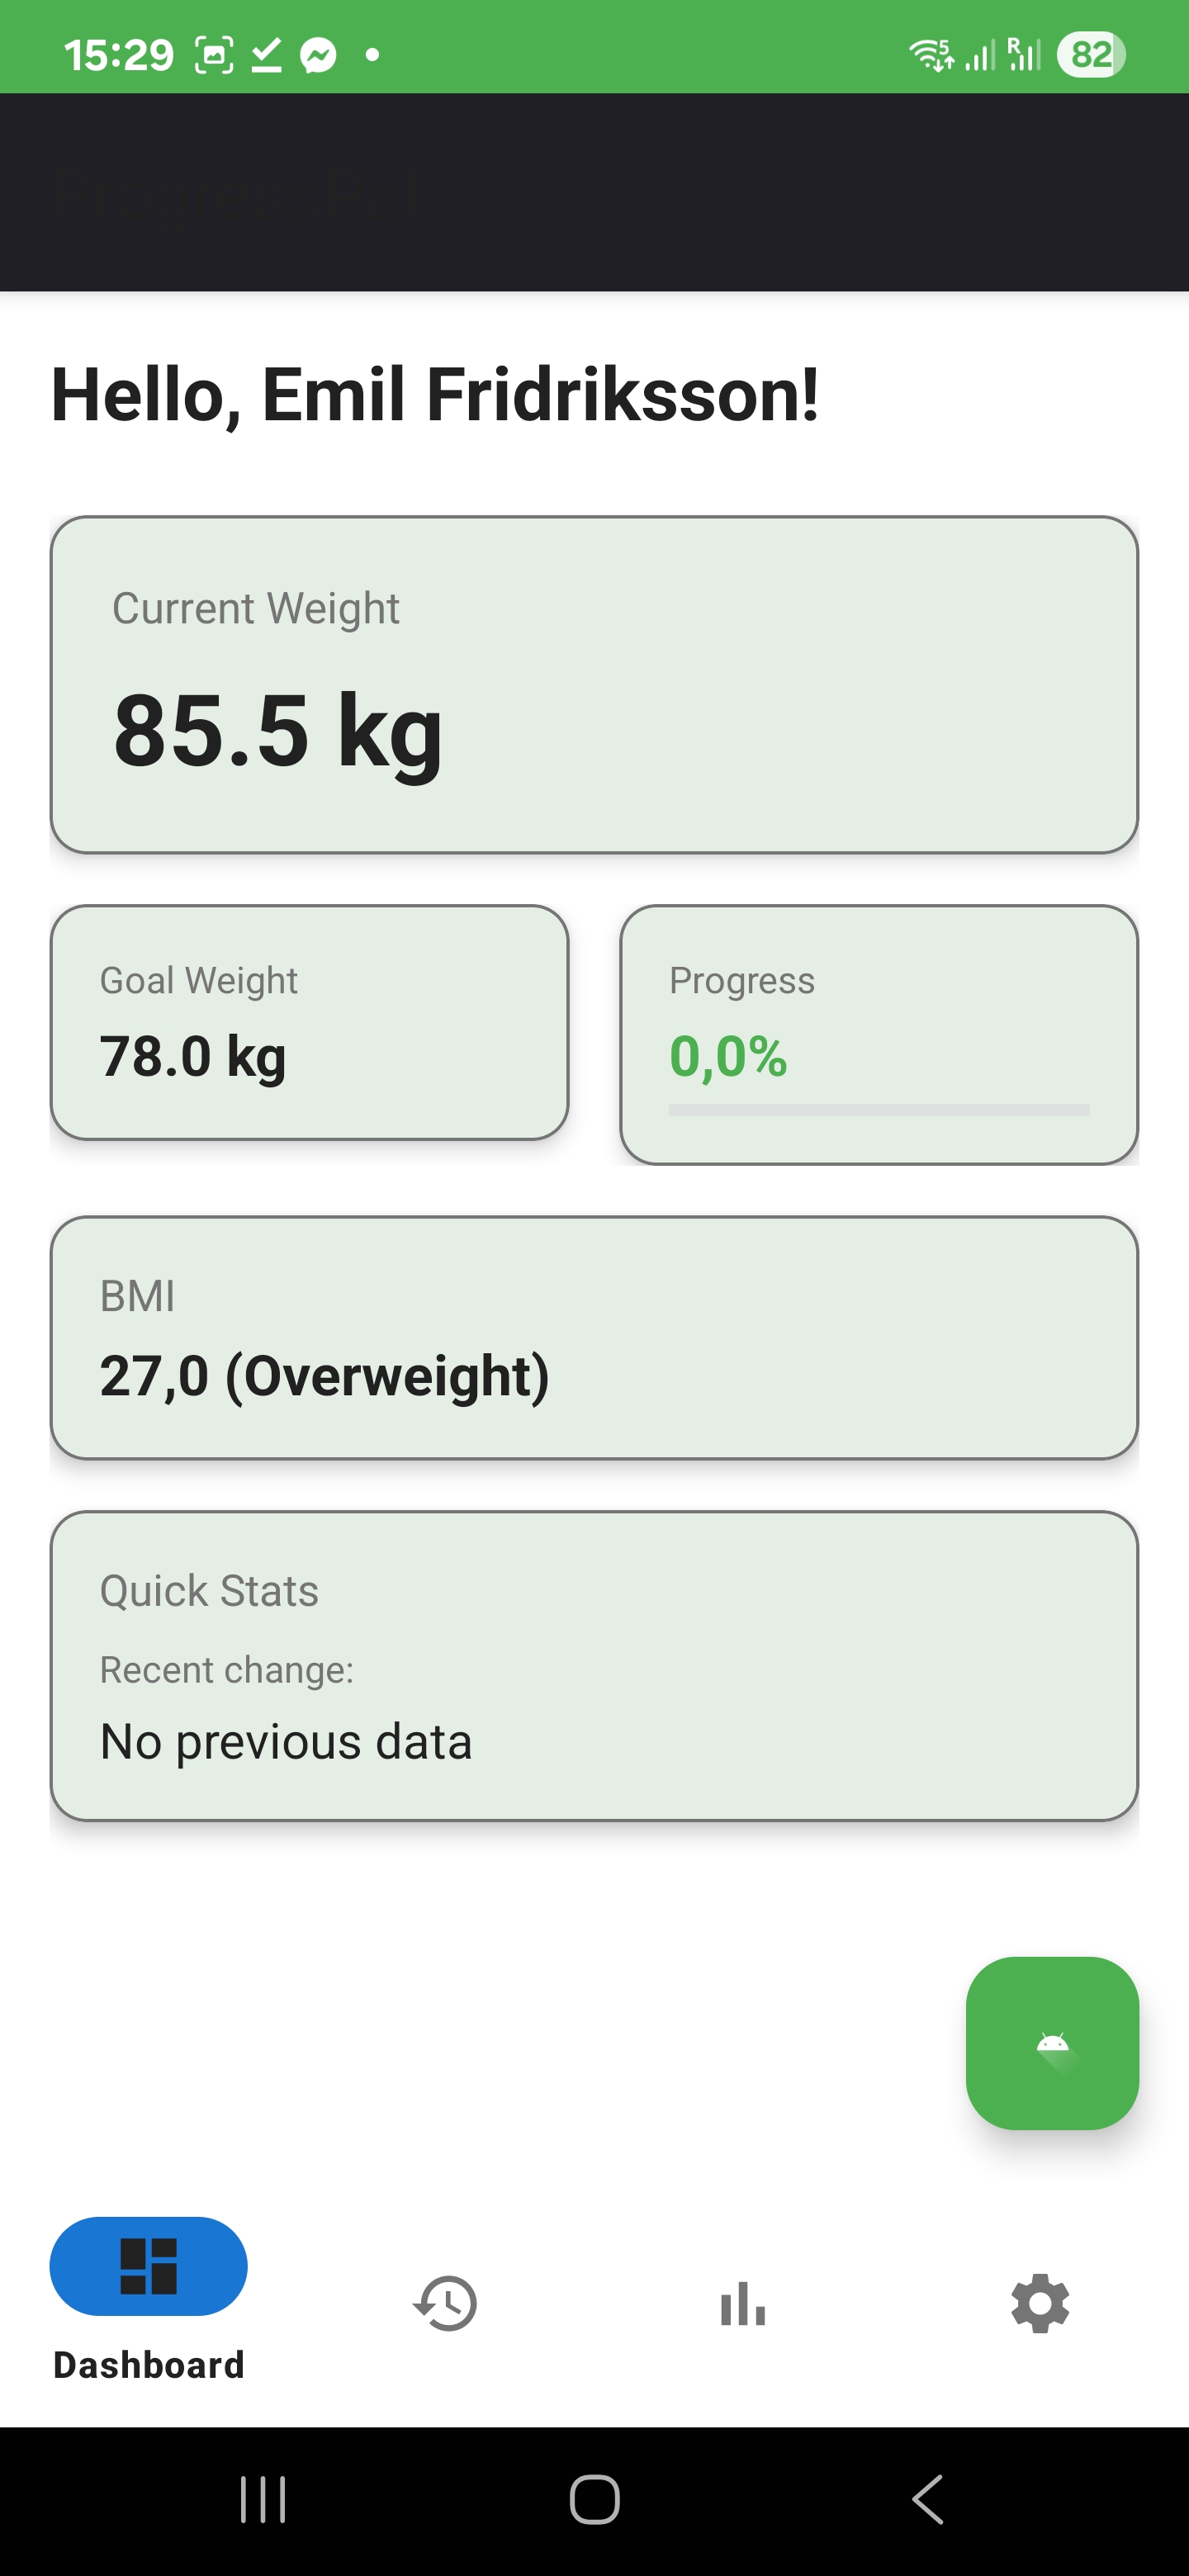 15:29
5
R
82
ProgressPal
Hello, Emil Fridriksson!
Current Weight
85.5 kg
Goal Weight
78.0 kg
Progress
0,0%
BMI
27,0 (Overweight)
Quick Stats
Recent change:
No previous data
Dashboard